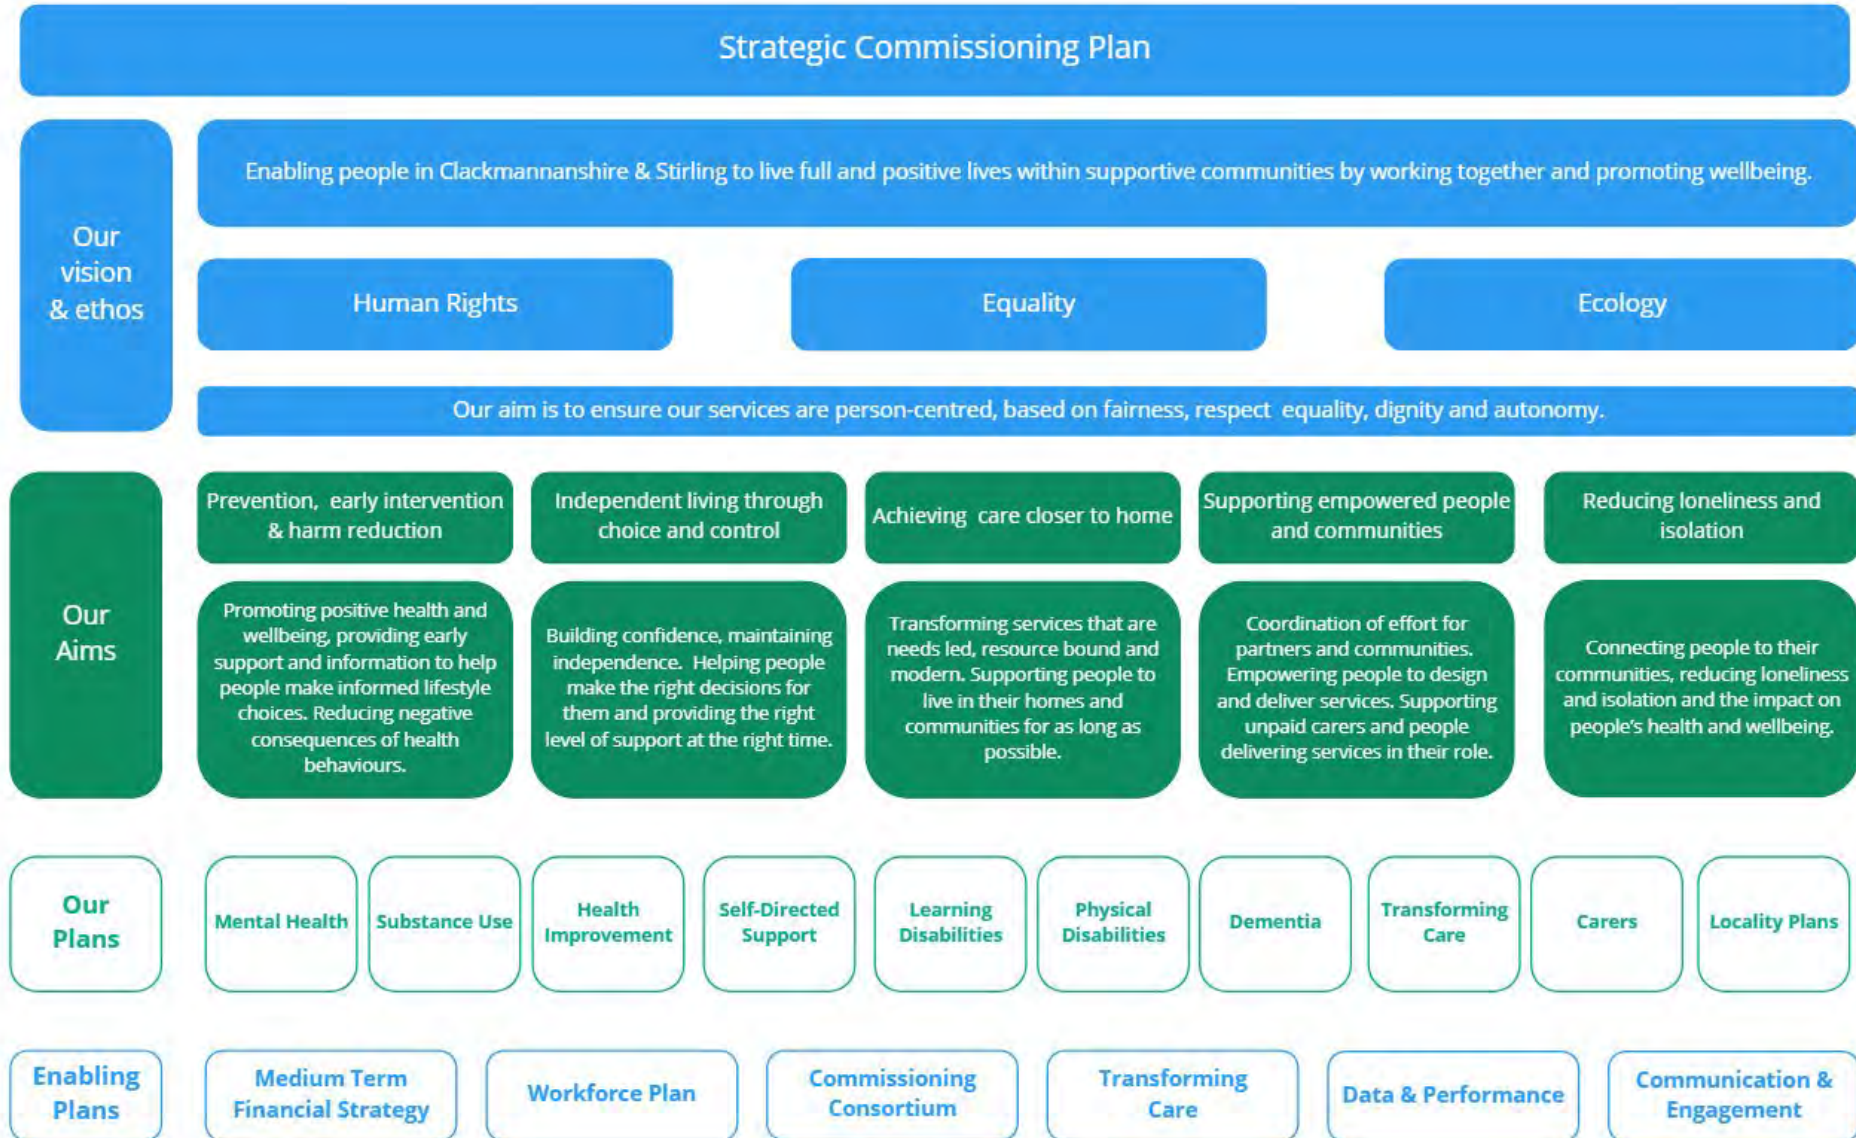 Strategic Commissioning Plan
Our
vision
& ethos
Enabling people in Clackmannanshire & Stirling to live full and positive lives within supportive communities by working together and promoting wellbeing.
Human Rights
Equality
Ecology
Our aim is to ensure our services are person-centred, based on fairness, respect equality, dignity and autonomy.
Our
Aims
Prevention, early intervention
& harm reduction
Independent living through
choice and control
Achieving care closer to home
Supporting empowered people
and communities
Reducing loneliness and
isolation
Promoting positive health and
wellbeing, providing early
support and information to help
people make informed lifestyle
choices. Reducing negative
consequences of health
behaviours.
Building confidence, maintaining
independence. Helping people
make the right decisions for
them and providing the right
level of support at the right time.
Transforming services that are
needs led, resource bound and
modern. Supporting people to
live in their homes and
communities for as long as
possible.
Coordination of effort for
partners and communities.
Empowering people to design
and deliver services. Supporting
unpaid carers and people
delivering services in their role.
Connecting people to their
communities, reducing loneliness
and isolation and the impact on
people's health and wellbeing.
Our
Plans
Mental Health
Substance Use
Health
Improvement
Self-Directed
Support
Learning
Disabilities
Physical
Disabilities
Dementia
Transforming
Care
Carers
Locality Plans
Enabling
Plans
Medium Term
Financial Strategy
Workforce Plan
Commissioning
Consortium
Transforming
Care
Data & Performance
Communication &
Engagement